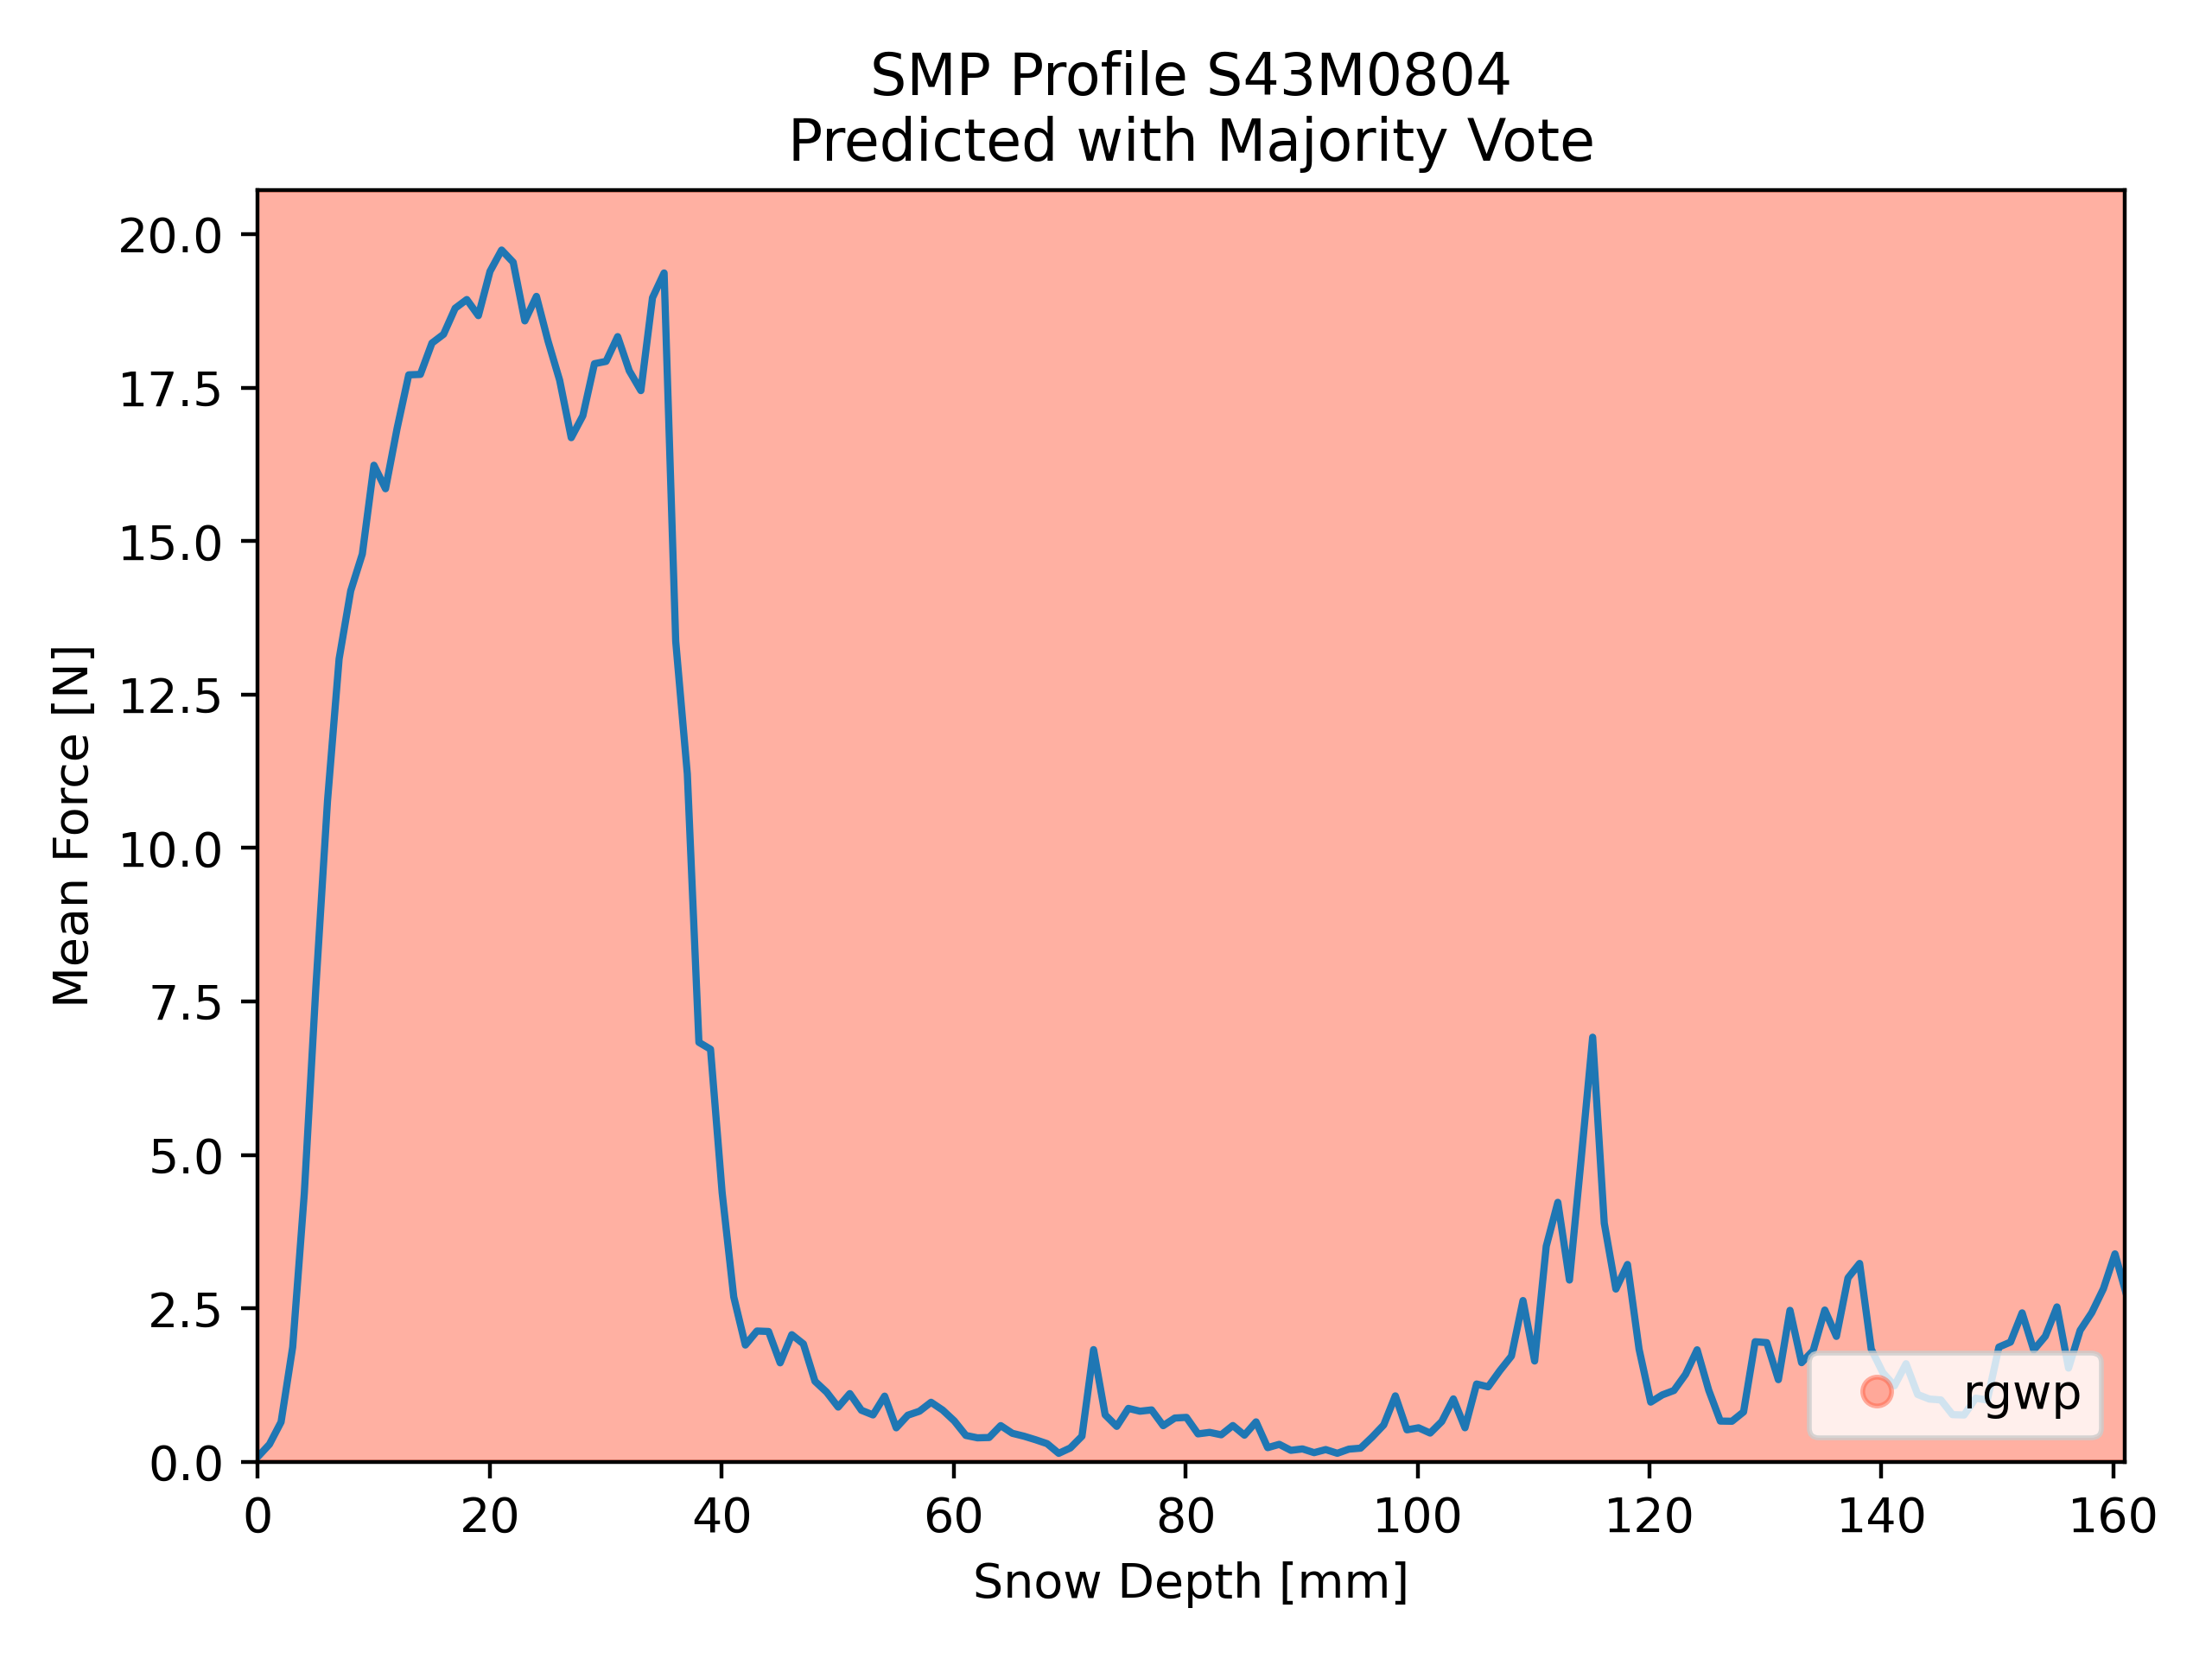 SMP Profile S43M0804
Predicted with Majority Vote
20.0
17.5
15.0
12.5
10.0
7.5
5.0
2.5
0.0
Mean Force [N]
rgwp
0 20 40 60 80 100 120 140 160
Snow Depth [mm]